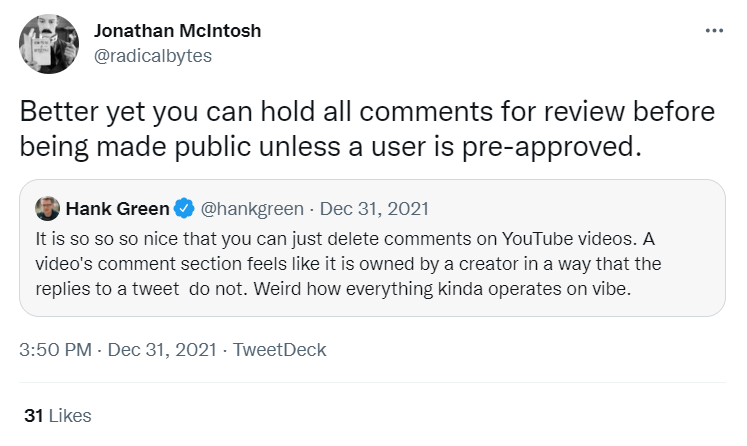 Jonathan McIntosh
@radicalbytes
Better yet you can hold all comments for review before
being made public unless a user is pre-approved.
Hank Green @hankgreen · Dec 31, 2021
It is so so so nice that you can just delete comments on YouTube videos. A
video's comment section feels like it is owned by a creator in a way that the
replies to a tweet do not. Weird how everything kinda operates on vibe.
3:50 PM · Dec 31, 2021 · TweetDeck
31 Likes